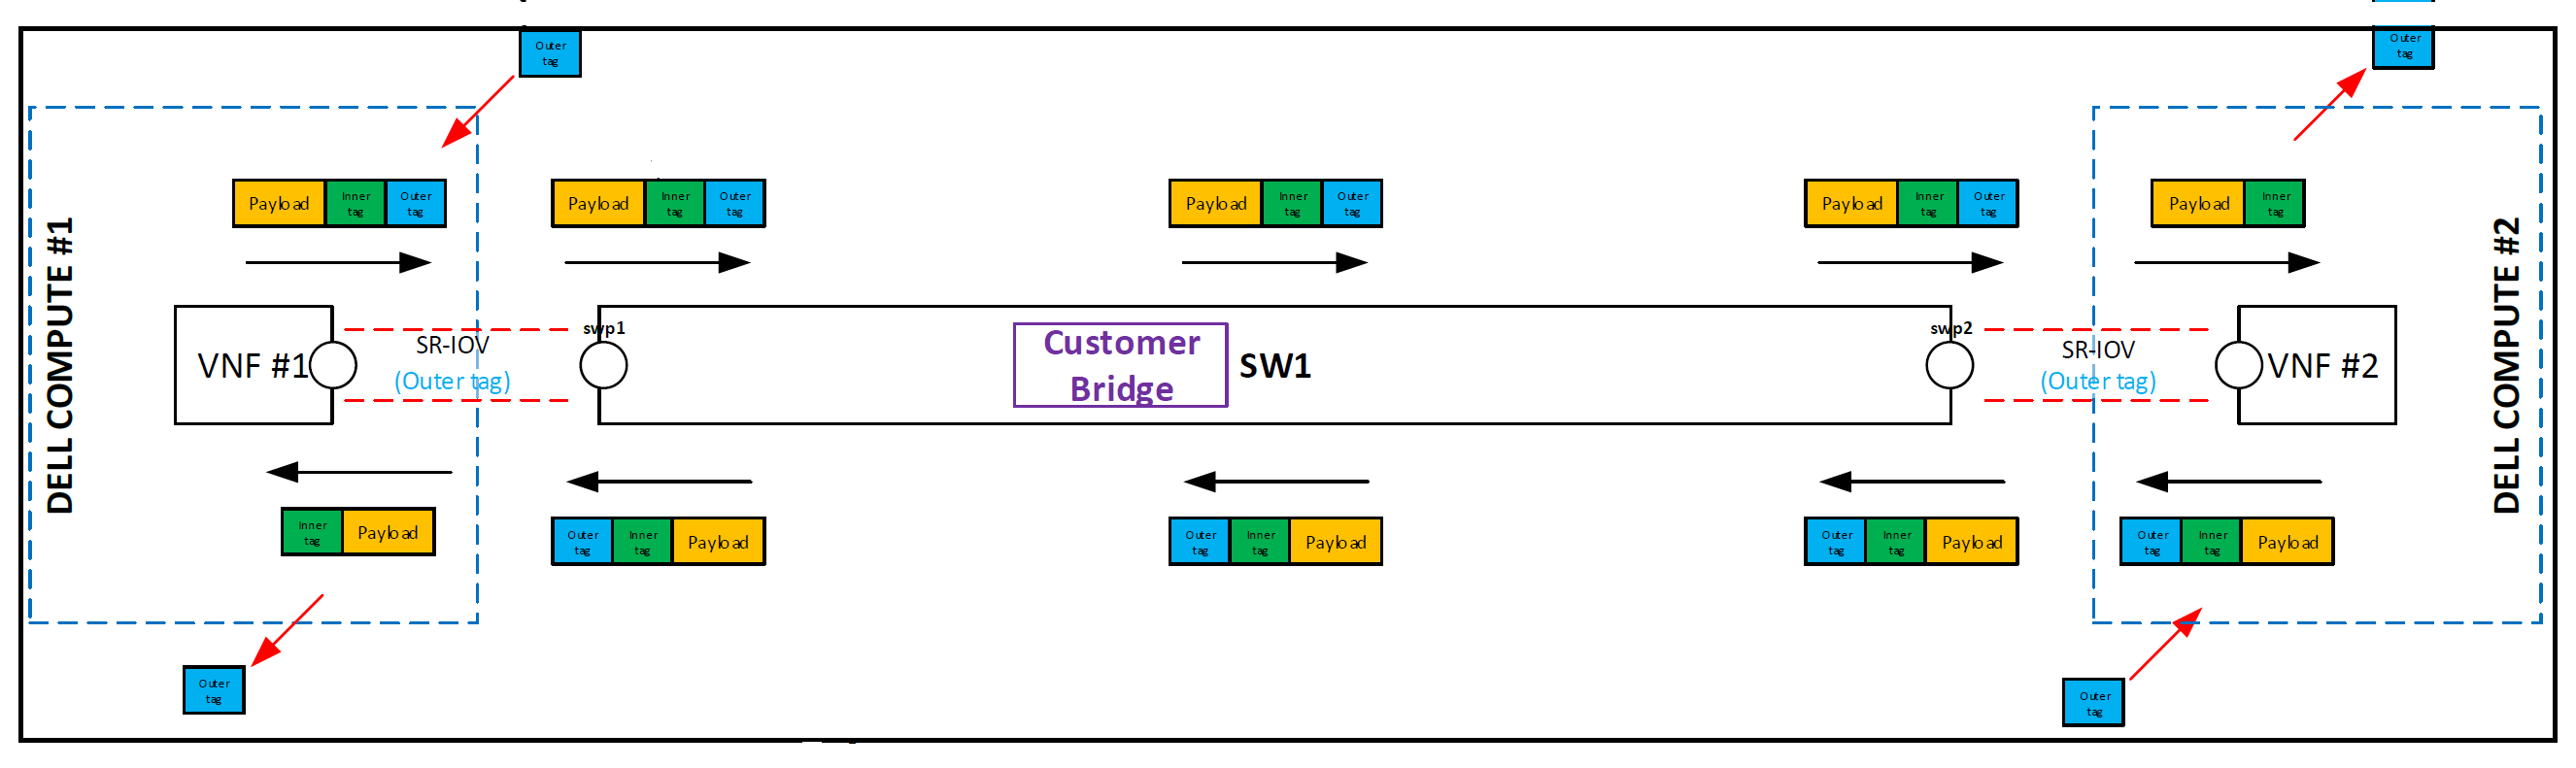 Outer
tag
Outer
tag
Payload
Inner
tag
Outer
tag
Payload
Inner
tag
Outer
tag
Payload
Inner
tag
Outer
tag
Payload
Inner
tag
Outer
tag
Payload
Inner
tag
DELL COMPUTE #1
VNF #1
SR-IOV
(Outer tag)
swp1
Customer
Bridge
SW1
swp2
SR-IOV
(Outer tag)
VNF #2
DELL COMPUTE #2
Inner
tag
Payload
Outer
tag
Inner
tag
Payload
Outer
tag
Inner
tag
Payload
Outer
tag
Inner
tag
Payload
Outer
tag
Inner
tag
Payload
Outer
tag
Outer
tag